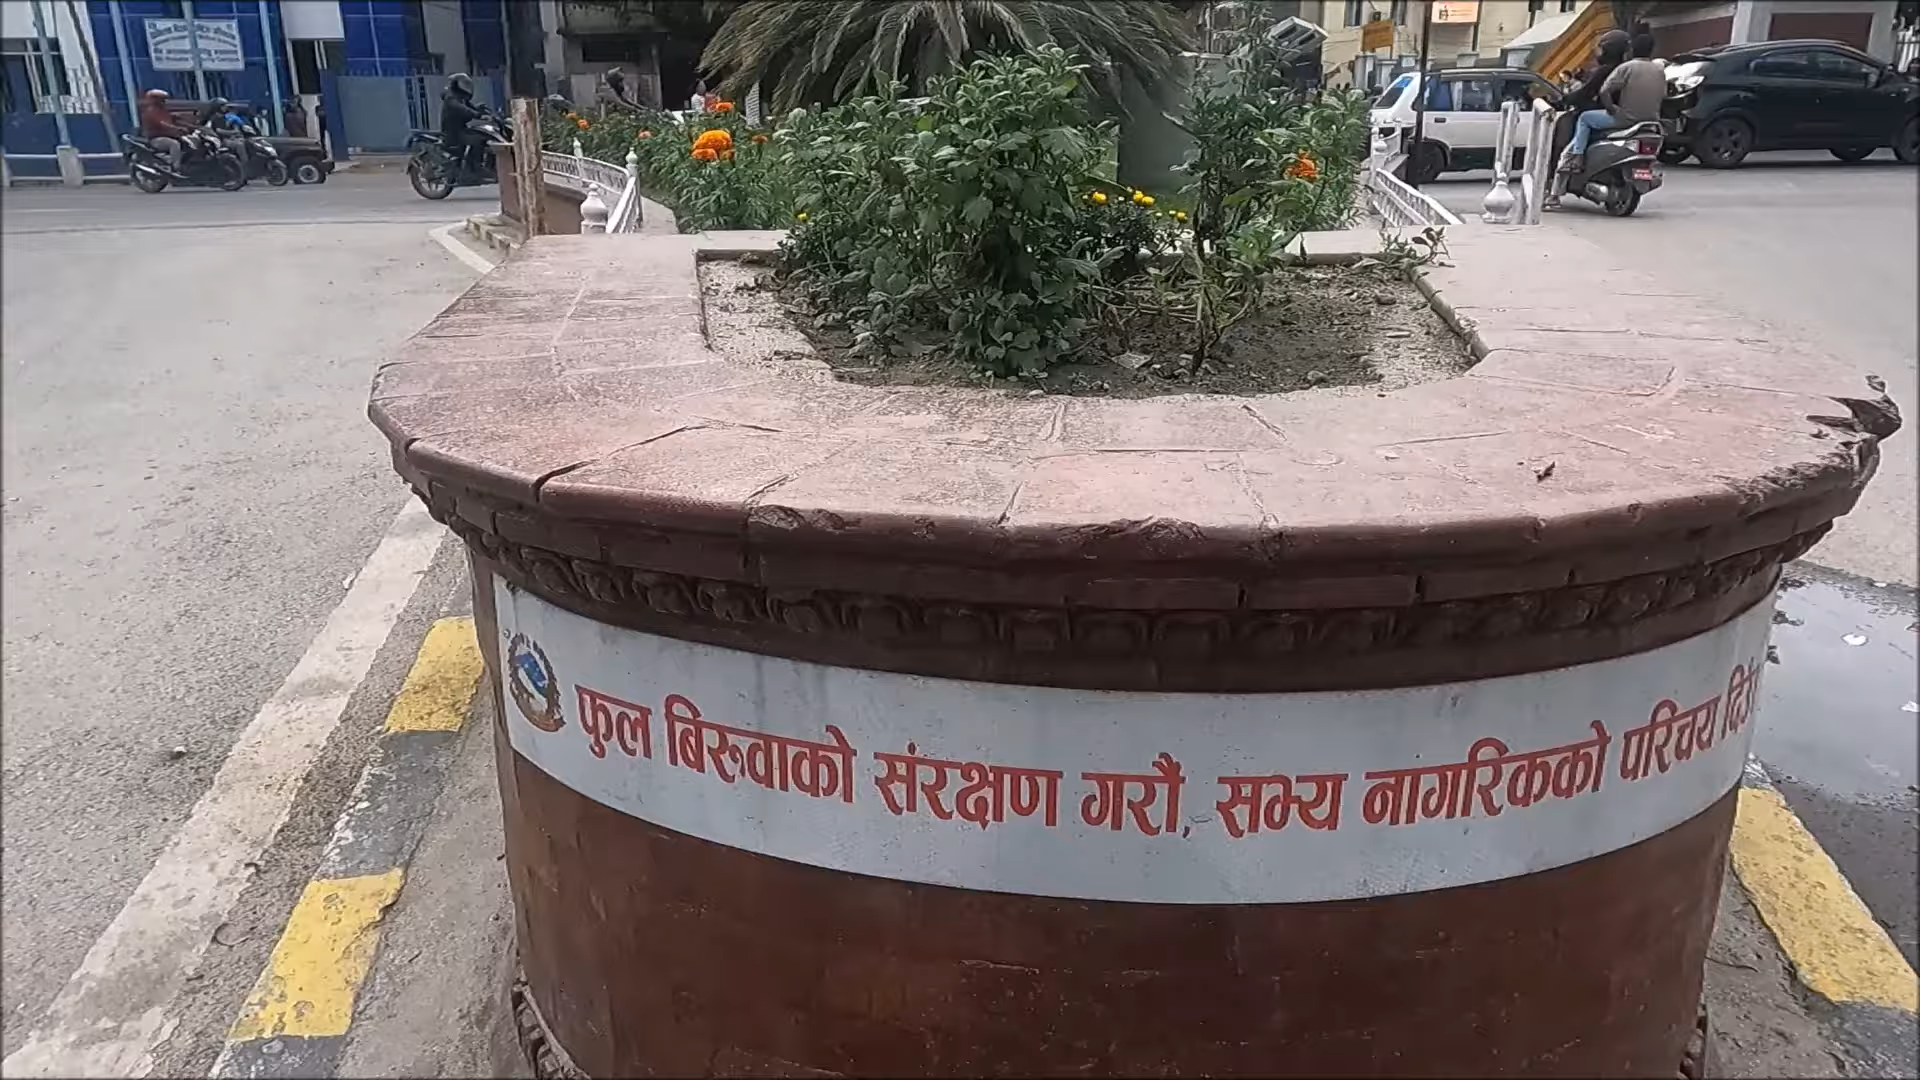 फुल बिरुवाको संरक्षण गरौं, सभ्य नागरिकको परिचय दिउँ